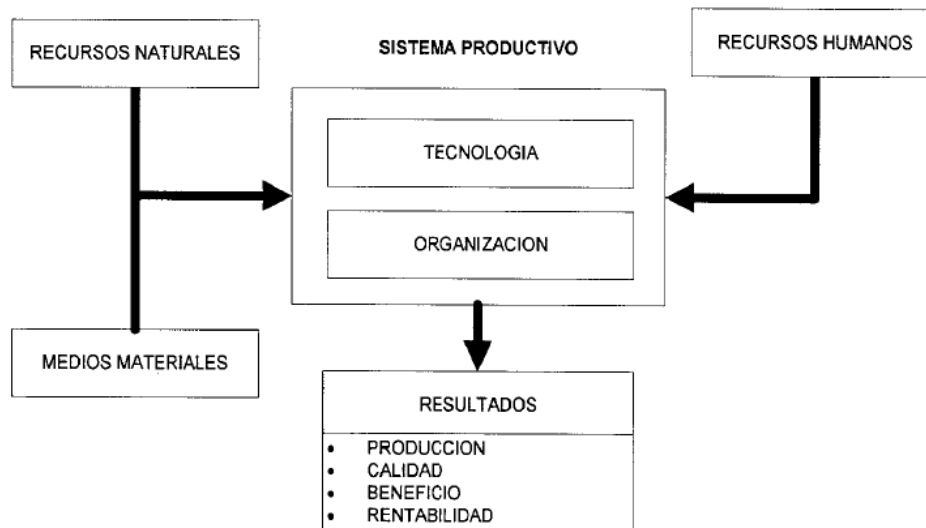 RECURSOS NATURALES
SISTEMA PRODUCTIVO
RECURSOS HUMANOS
TECNOLOGIA
ORGANIZACION
MEDIOS MATERIALES
RESULTADOS
• PRODUCCION
• CALIDAD
• BENEFICIO
• RENTABILIDAD